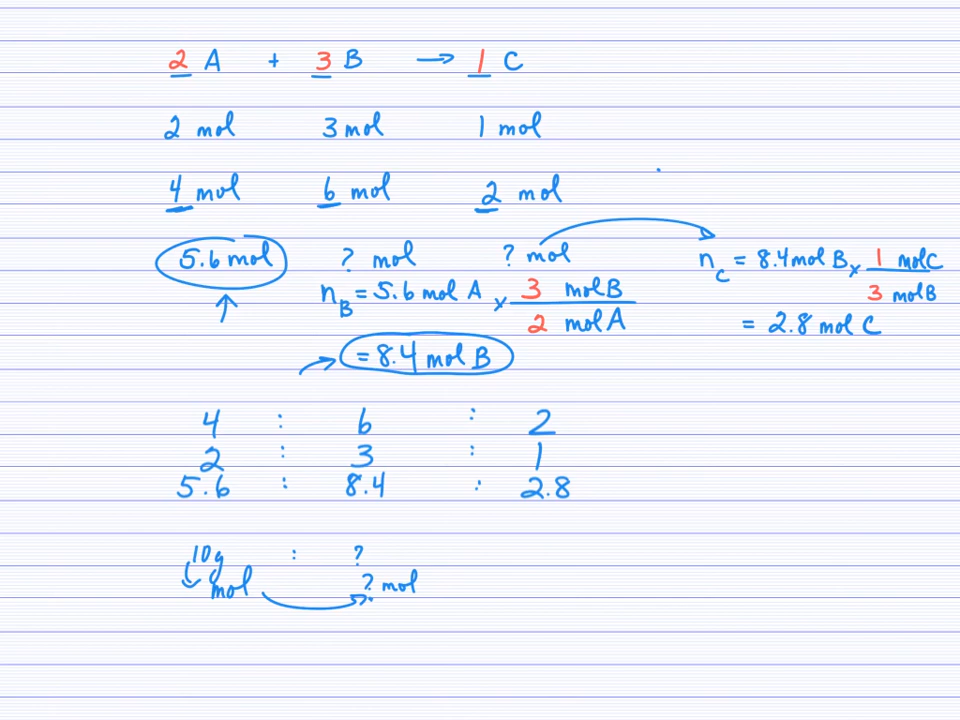 2 A + 3 B → 1 C
2 mol 3 mol 1 mol
4 mol 6 mol 2 mol
5.6 mol ? mol ? mol n_C = 8.4 mol B × 1 mol C / 3 mol B
n_B = 5.6 mol A × 3 mol B / 2 mol A
= 2.8 mol C
= 8.4 mol B
4 : 6 : 2
2 : 3 : 1
5.6 : 8.4 : 2.8
10g : ?
mol ? mol